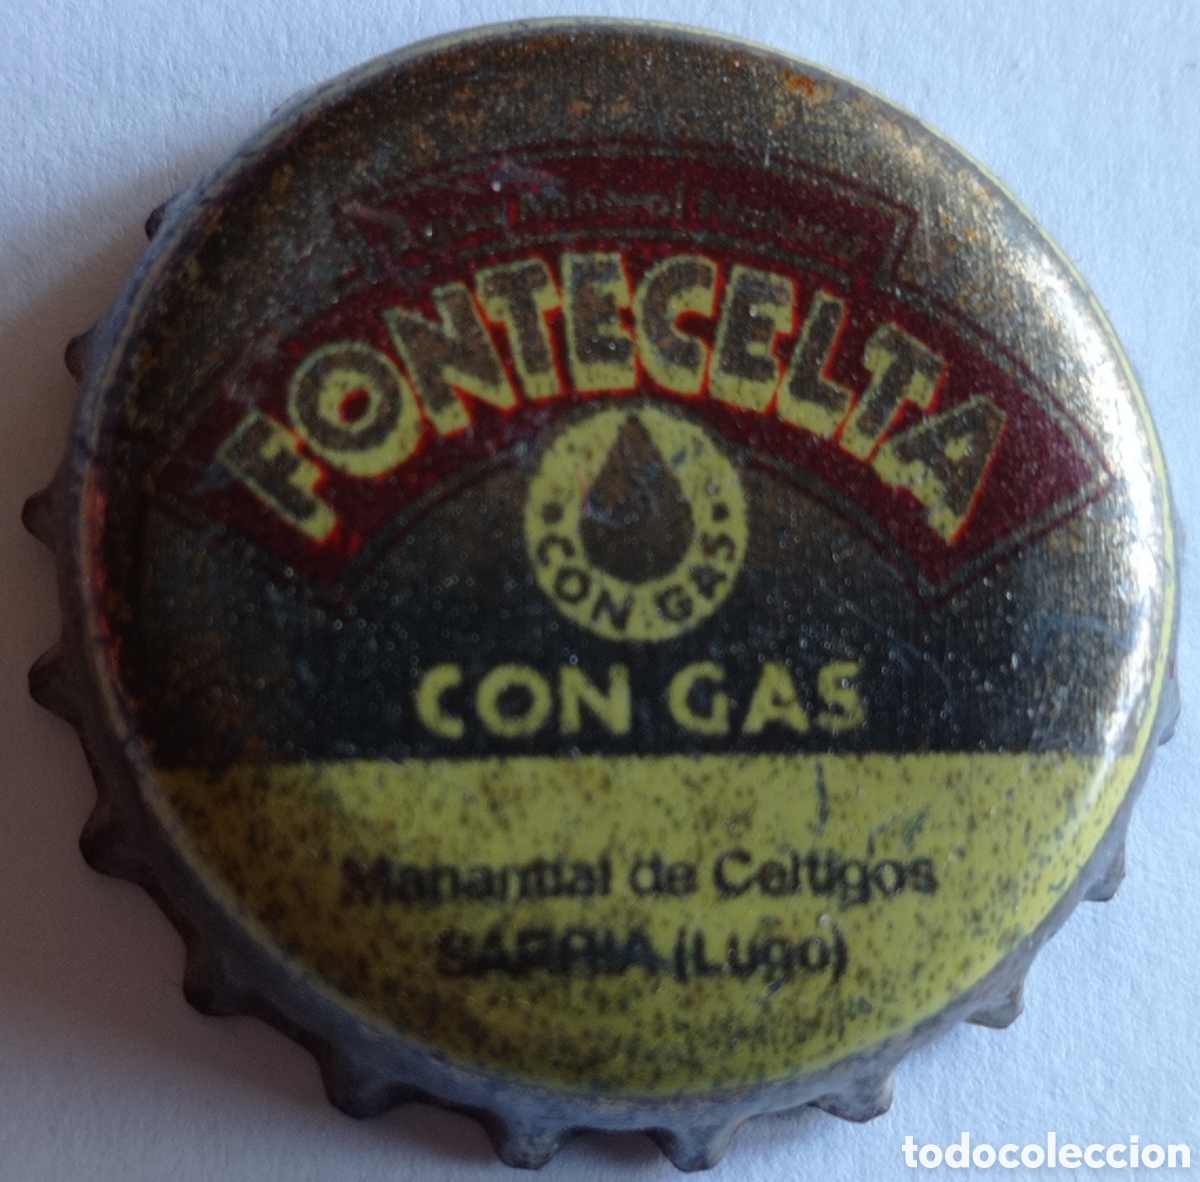 Agua Mineral Natural
FONTECELTA
CON GAS
CON GAS
Manantial de Celtigos
SARRIA (Lugo)
todocoleccion